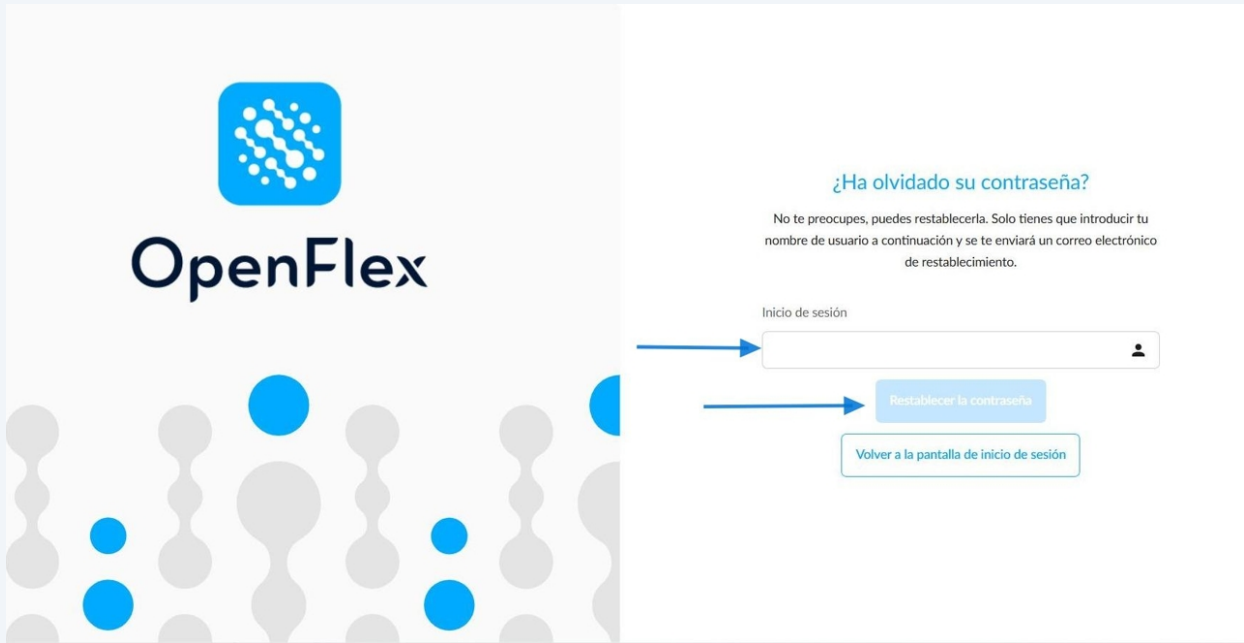 OpenFlex
¿Ha olvidado su contraseña?
No te preocupes, puedes restablecerla. Solo tienes que introducir tu
nombre de usuario a continuación y se te enviará un correo electrónico
de restablecimiento.
Inicio de sesión
Restablecer la contraseña
Volver a la pantalla de inicio de sesión